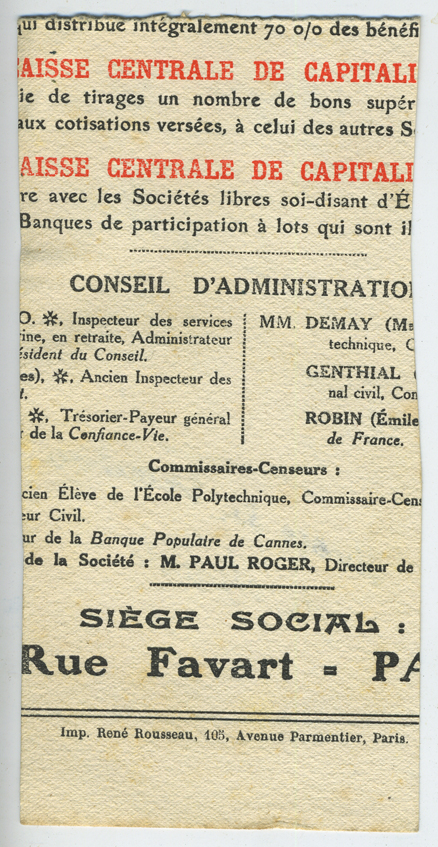 qui distribue intégralement 70 o/o des bénéfi
AISSE CENTRALE DE CAPITALI
ie de tirages un nombre de bons supér
aux cotisations versées, à celui des autres S
AISSE CENTRALE DE CAPITALI
re avec les Sociétés libres soi-disant d'É
Banques de participation à lots qui sont il
CONSEIL D'ADMINISTRATIO
O. ✻, Inspecteur des services
rine, en retraite, Administrateur
ésident du Conseil.
es), ✻, Ancien Inspecteur des
t.
✻, Trésorier-Payeur général
r de la Confiance-Vie.
MM. DEMAY (M
technique, C
GENTHIAL (
nal civil, Con
ROBIN (Émile
de France.
Commissaires-Censeurs :
cien Élève de l'École Polytechnique, Commissaire-Cens
eur Civil.
ur de la Banque Populaire de Cannes.
de la Société : M. PAUL ROGER, Directeur de
SIÈGE SOCIAL :
Rue Favart - PA
Imp. René Rousseau, 105, Avenue Parmentier, Paris.